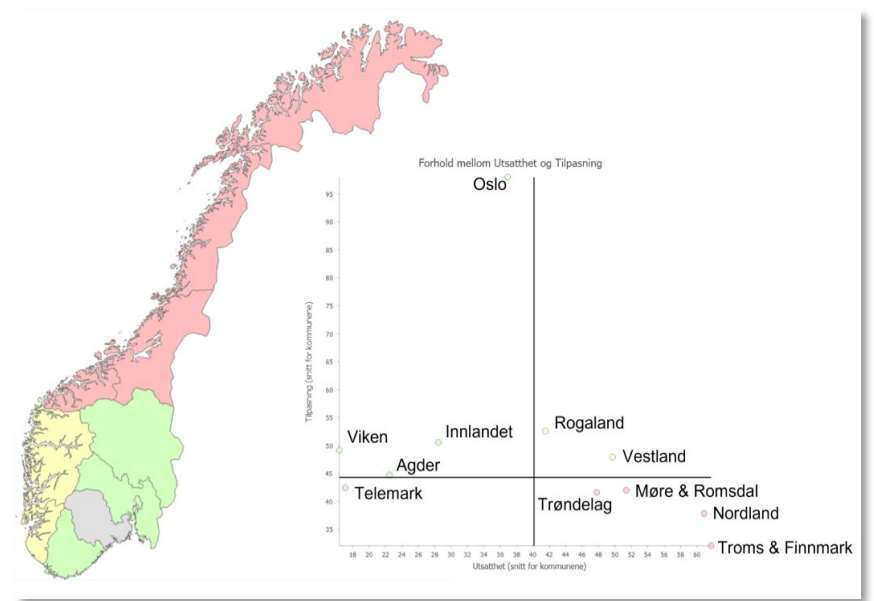 Forhold mellom Utsatthet og Tilpasning
Oslo
95
90
85
80
75
70
65
60
55
50
45
40
35
Tilpasning (snitt for kommunene)
Rogaland
Innlandet
Viken
Vestland
Agder
Telemark
Møre & Romsdal
Trøndelag
Nordland
Troms & Finnmark
18 20 22 24 26 28 30 32 34 36 38 40 42 44 46 48 50 52 54 56 58 60
Utsatthet (snitt for kommunene)